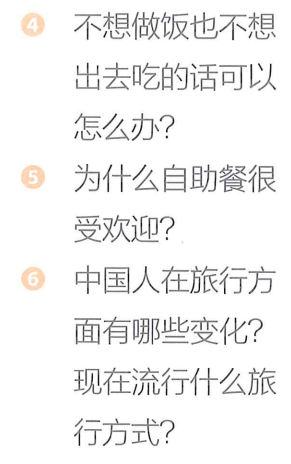 4 不想做饭也不想
出去吃的话可以
怎么办？
5 为什么自助餐很
受欢迎？
6 中国人在旅行方
面有哪些变化？
现在流行什么旅
行方式？